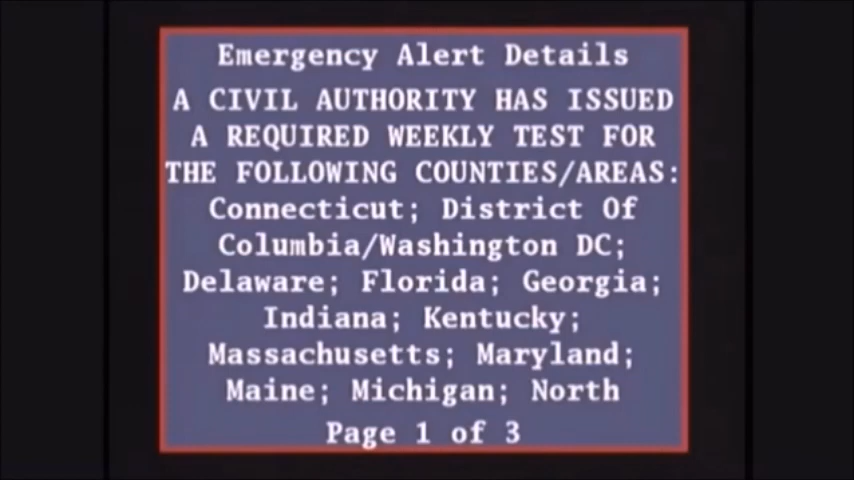 Emergency Alert Details
A CIVIL AUTHORITY HAS ISSUED
A REQUIRED WEEKLY TEST FOR
THE FOLLOWING COUNTIES/AREAS:
Connecticut; District Of
Columbia/Washington DC;
Delaware; Florida; Georgia;
Indiana; Kentucky;
Massachusetts; Maryland;
Maine; Michigan; North
Page 1 of 3